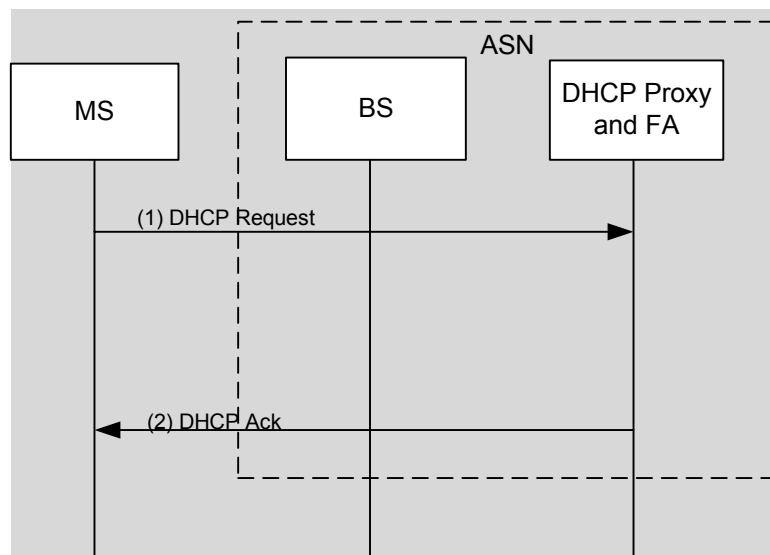 ASN
MS
BS
DHCP Proxy
and FA
(1) DHCP Request
(2) DHCP Ack